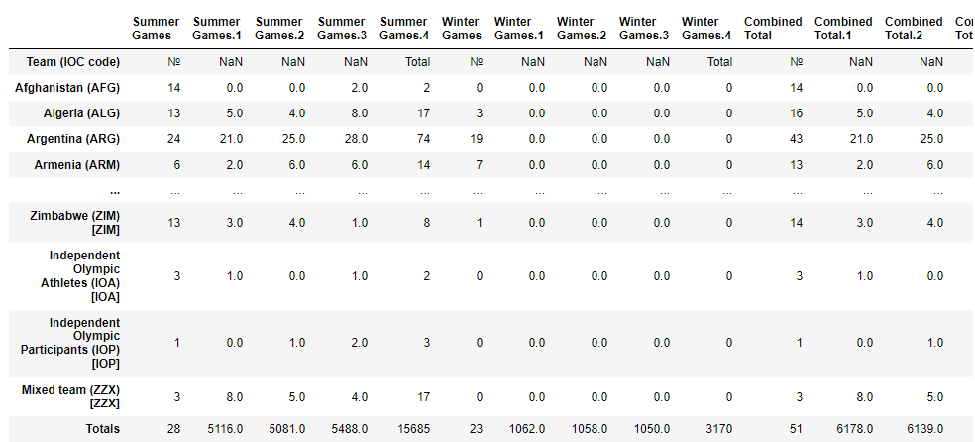 Summer Games Summer Games.1 Summer Games.2 Summer Games.3 Summer Games.4 Winter Games Winter Games.1 Winter Games.2 Winter Games.3 Winter Games.4 Combined Total Combined Total.1 Combined Total.2
Team (IOC code) № NaN NaN NaN Total № NaN NaN NaN Total № NaN NaN
Afghanistan (AFG) 14 0.0 0.0 2.0 2 0 0.0 0.0 0.0 0 14 0.0 0.0
Algeria (ALG) 13 5.0 4.0 8.0 17 3 0.0 0.0 0.0 0 16 5.0 4.0
Argentina (ARG) 24 21.0 25.0 28.0 74 19 0.0 0.0 0.0 0 43 21.0 25.0
Armenia (ARM) 6 2.0 6.0 6.0 14 7 0.0 0.0 0.0 0 13 2.0 6.0
... ... ... ... ... ... ... ... ... ... ... ... ... ...
Zimbabwe (ZIM) [ZIM] 13 3.0 4.0 1.0 8 1 0.0 0.0 0.0 0 14 3.0 4.0
Independent Olympic Athletes (IOA) [IOA] 3 1.0 0.0 1.0 2 0 0.0 0.0 0.0 0 3 1.0 0.0
Independent Olympic Participants (IOP) [IOP] 1 0.0 1.0 2.0 3 0 0.0 0.0 0.0 0 1 0.0 1.0
Mixed team (ZZX) [ZZX] 3 8.0 5.0 4.0 17 0 0.0 0.0 0.0 0 3 8.0 5.0
Totals 28 5116.0 5081.0 5488.0 15685 23 1062.0 1058.0 1050.0 3170 51 6178.0 6139.0